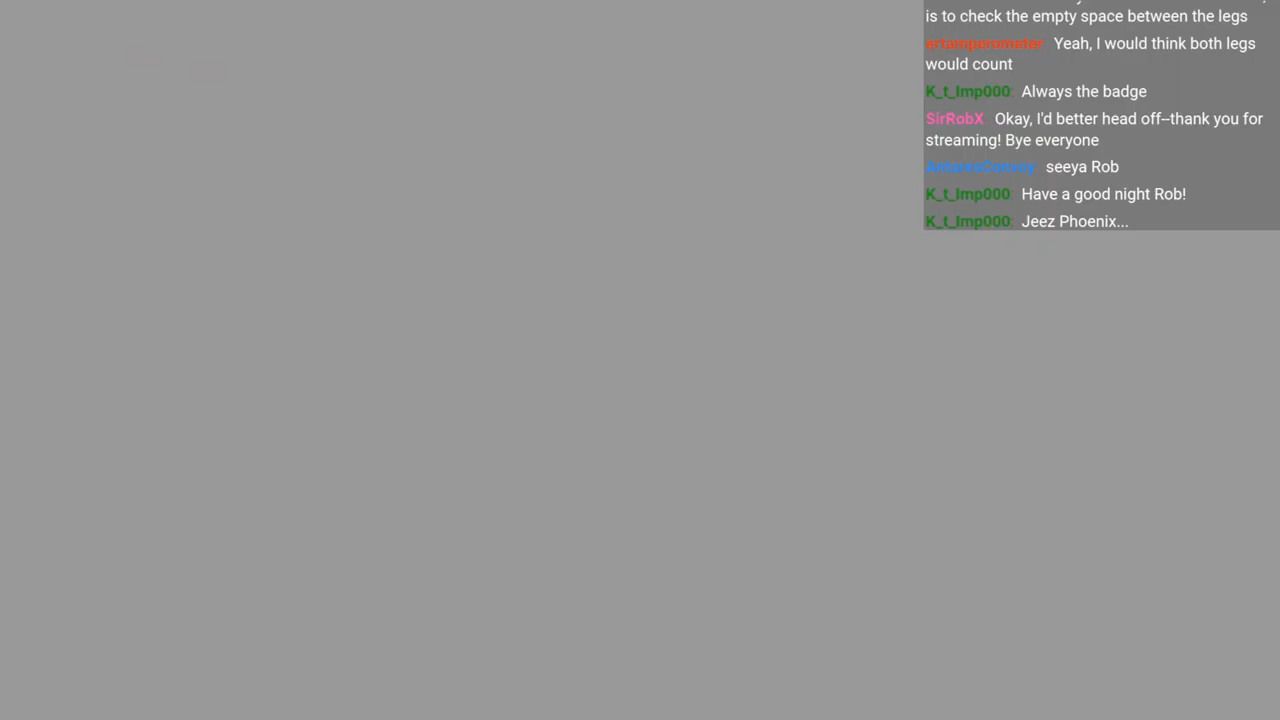 is to check the empty space between the legs
artamperometer: Yeah, I would think both legs
would count
K_t_Imp000: Always the badge
SirRobX: Okay, I'd better head off--thank you for
streaming! Bye everyone
seeya Rob
K_t_Imp000: Have a good night Rob!
K_t_Imp000: Jeez Phoenix...